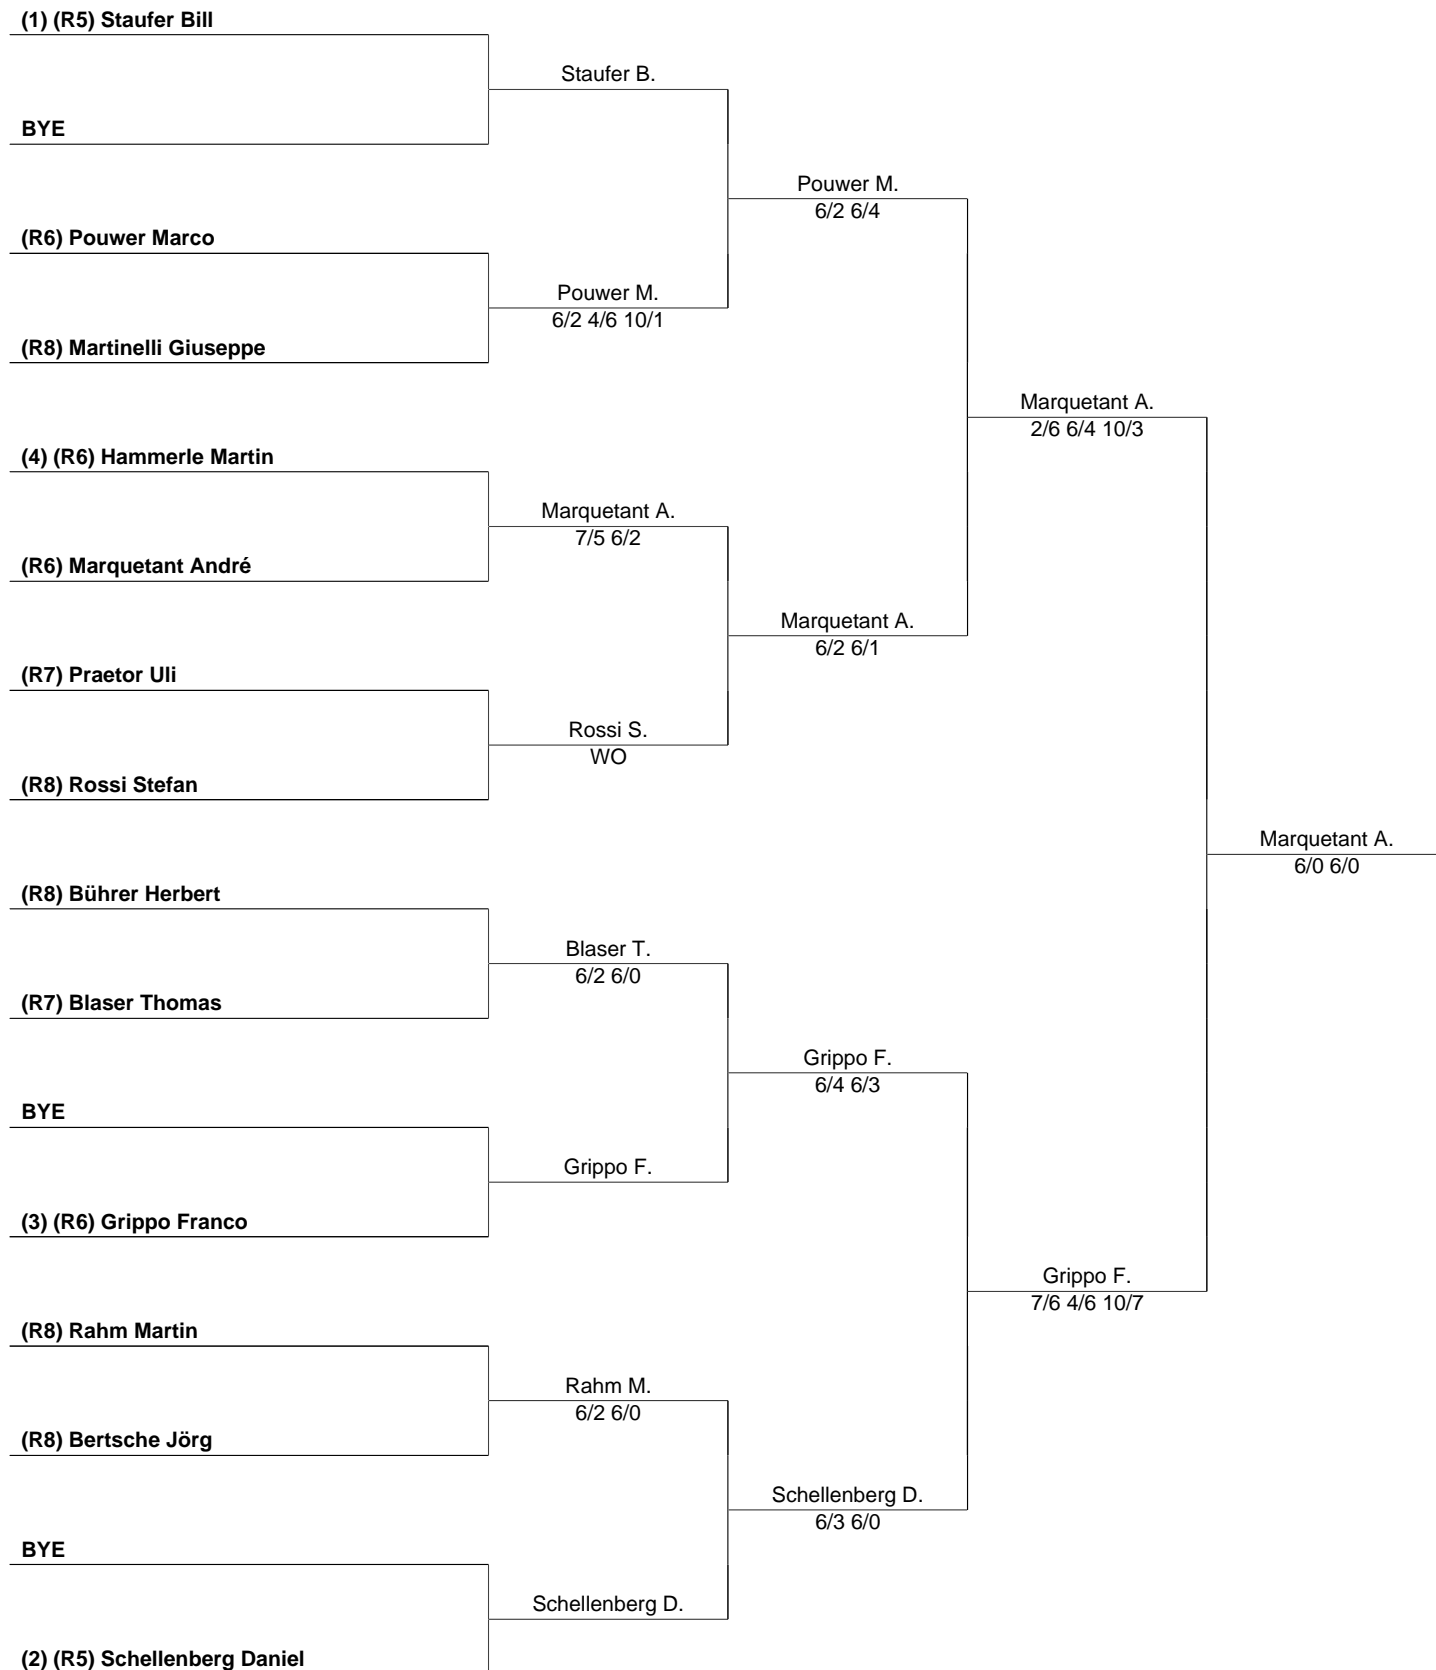 (1) (R5) Staufer Bill
Staufer B.
BYE
Pouwer M.
6/2 6/4
(R6) Pouwer Marco
Pouwer M.
6/2 4/6 10/1
(R8) Martinelli Giuseppe
Marquetant A.
2/6 6/4 10/3
(4) (R6) Hammerle Martin
Marquetant A.
7/5 6/2
(R6) Marquetant André
Marquetant A.
6/2 6/1
(R7) Praetor Uli
Rossi S.
WO
(R8) Rossi Stefan
Marquetant A.
6/0 6/0
(R8) Bührer Herbert
Blaser T.
6/2 6/0
(R7) Blaser Thomas
Grippo F.
6/4 6/3
BYE
Grippo F.
(3) (R6) Grippo Franco
Grippo F.
7/6 4/6 10/7
(R8) Rahm Martin
Rahm M.
6/2 6/0
(R8) Bertsche Jörg
Schellenberg D.
6/3 6/0
BYE
Schellenberg D.
(2) (R5) Schellenberg Daniel